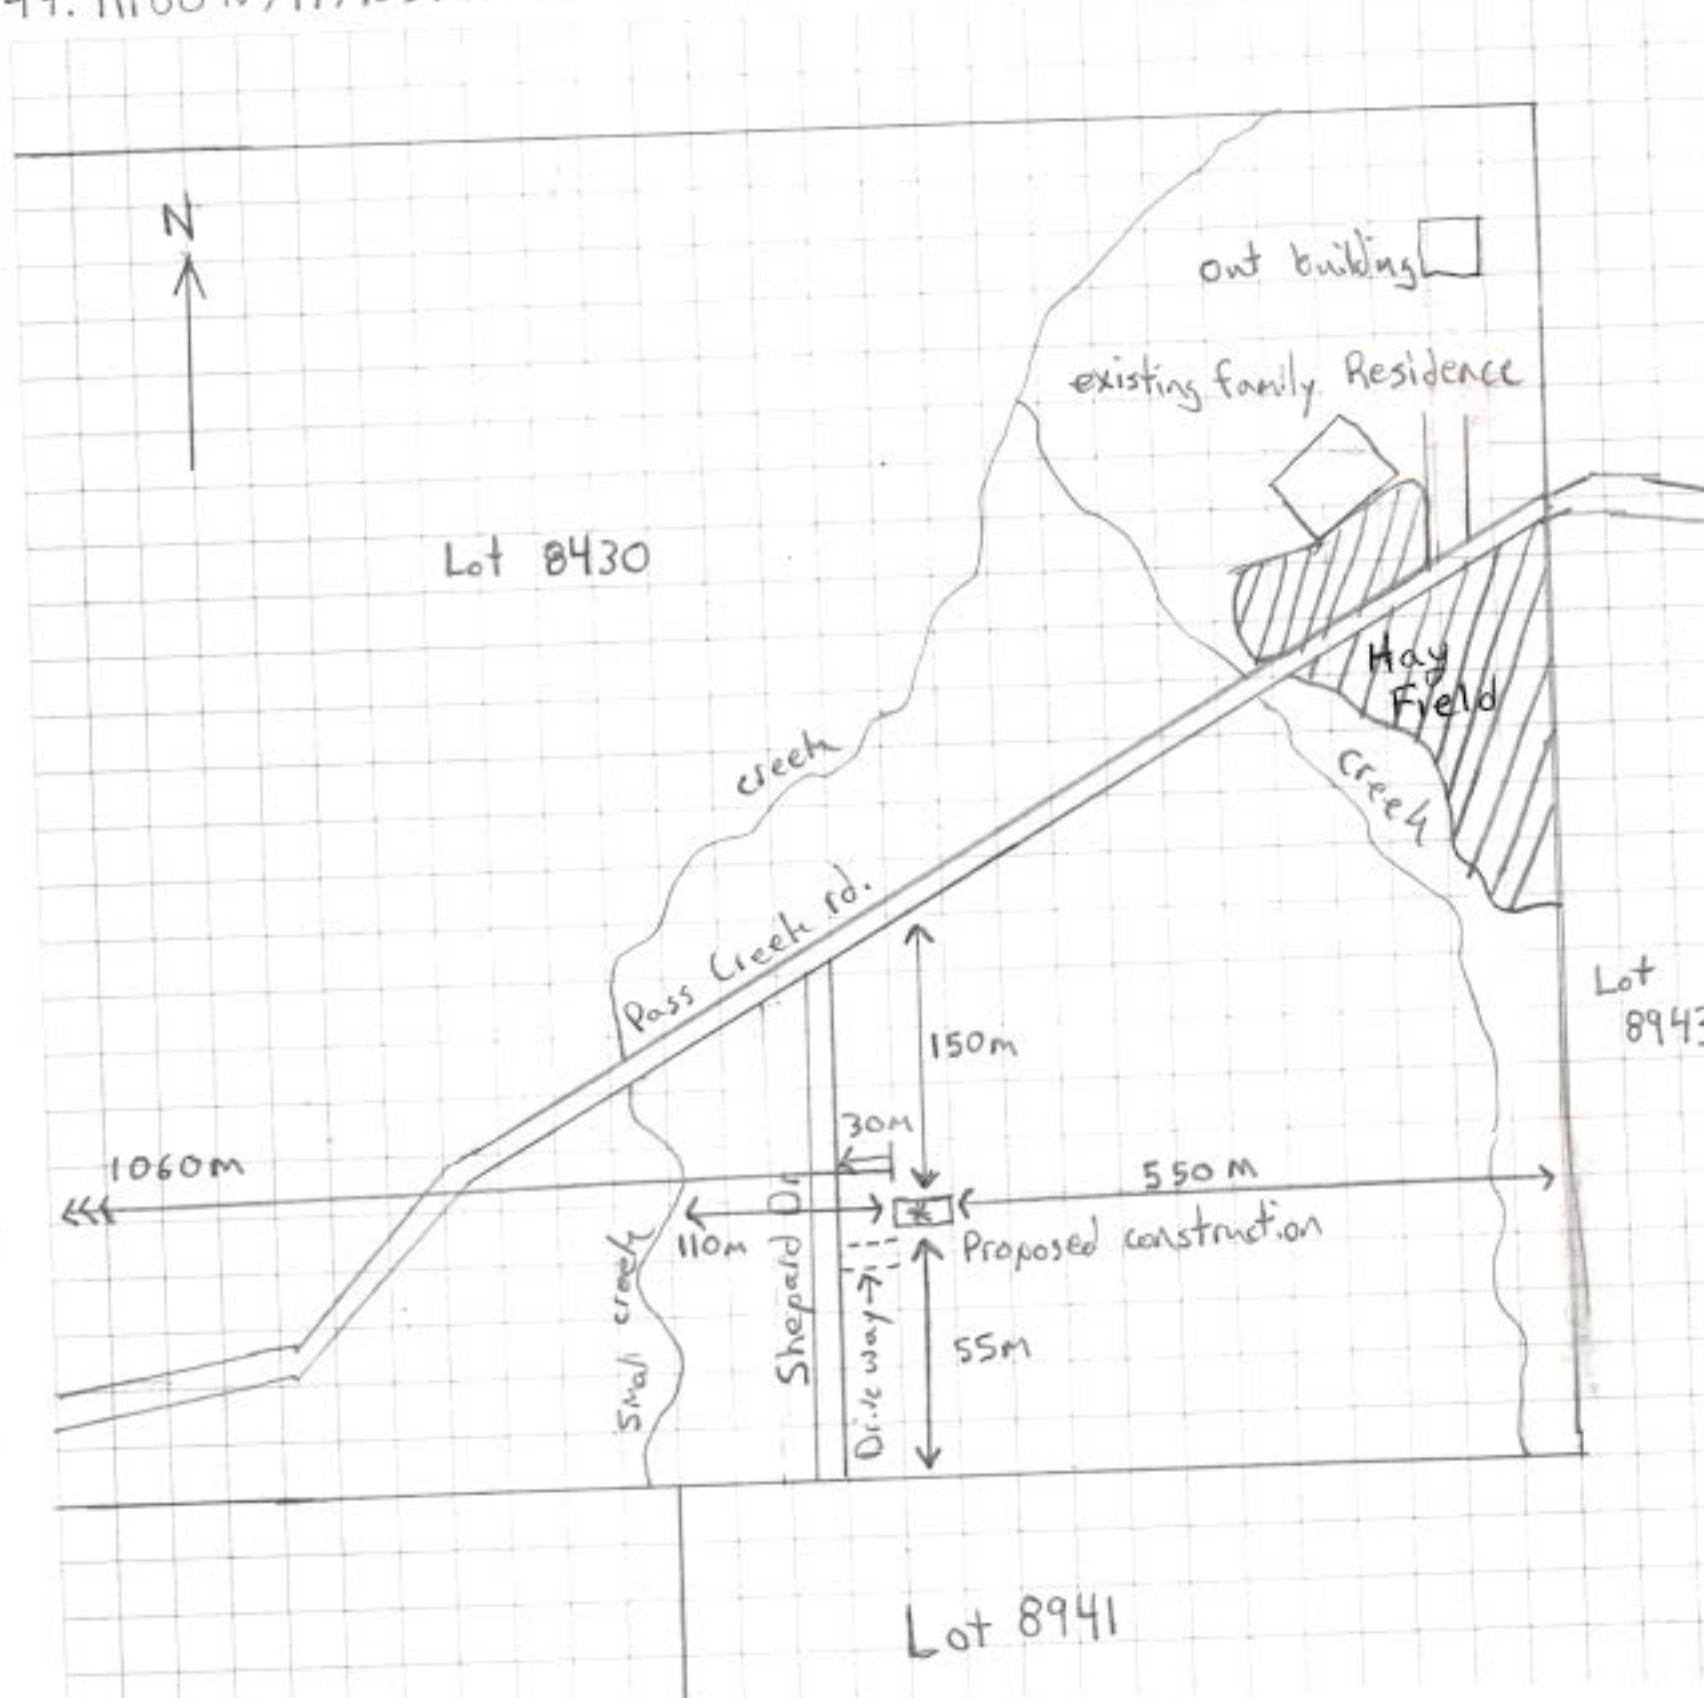 N
out building
existing family Residence
Lot 8430
Hay
Field
creek
creek
Pass Creek rd.
Lot
150m
30m
1060m
550m
110m
Shepard Dr
Proposed construction
Small creek
Drive way
55m
Lot 8941